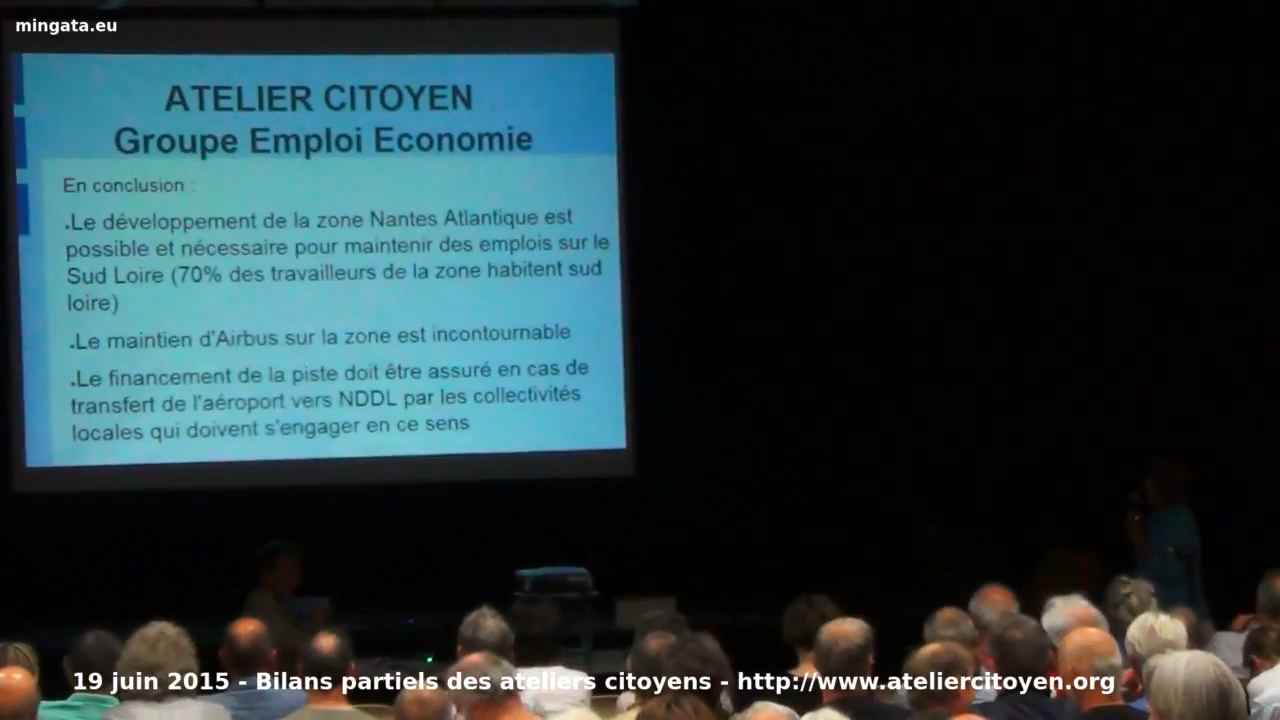 mingata.eu
ATELIER CITOYEN
Groupe Emploi Economie
En conclusion :
.Le développement de la zone Nantes Atlantique est
possible et nécessaire pour maintenir des emplois sur le
Sud Loire (70% des travailleurs de la zone habitent sud
loire)
.Le maintien d'Airbus sur la zone est incontournable
.Le financement de la piste doit être assuré en cas de
transfert de l'aéroport vers NDDL par les collectivités
locales qui doivent s'engager en ce sens
19 juin 2015 - Bilans partiels des ateliers citoyens - http://www.ateliercitoyen.org